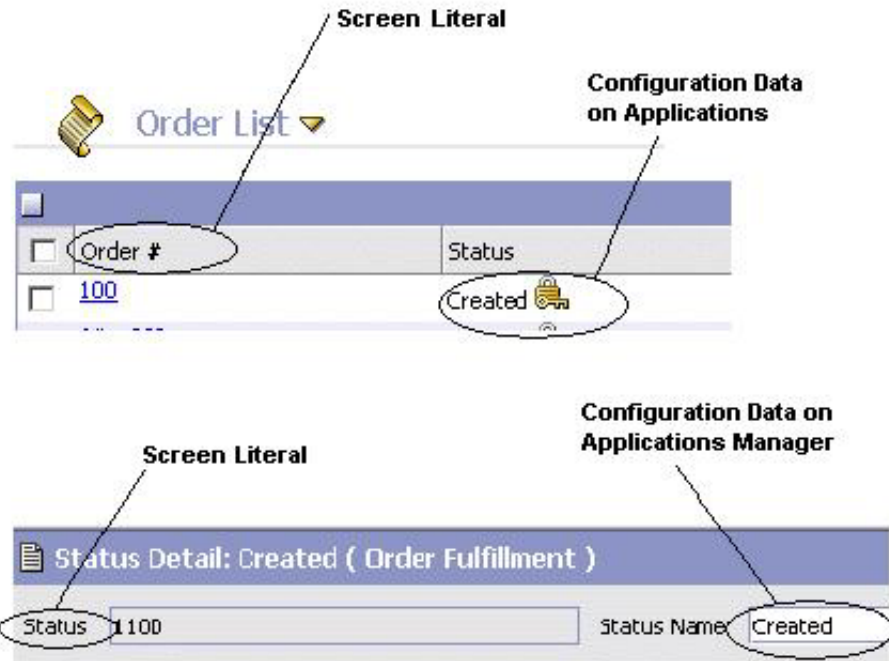 Screen Literal
Configuration Data
on Applications
Order List
Order # Status
100
Created
Configuration Data on
Applications Manager
Screen Literal
Status Detail: Created ( Order Fulfillment )
Status 1100 Status Name Created